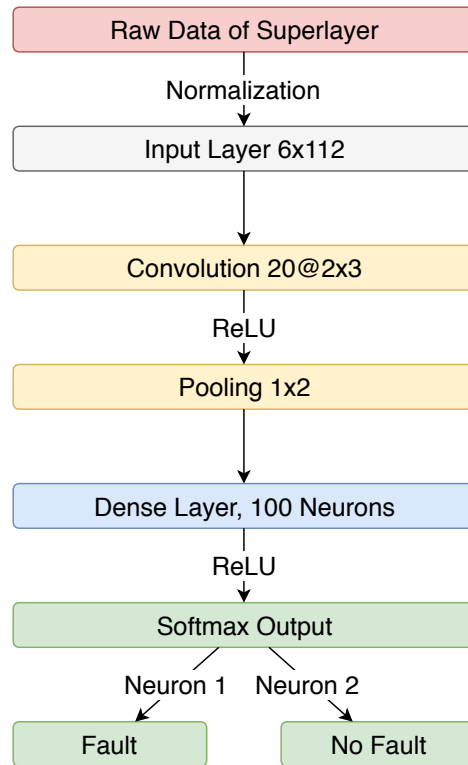 Raw Data of Superlayer
Normalization
Input Layer 6x112
Convolution 20@2x3
ReLU
Pooling 1x2
Dense Layer, 100 Neurons
ReLU
Softmax Output
Neuron 1
Neuron 2
Fault
No Fault